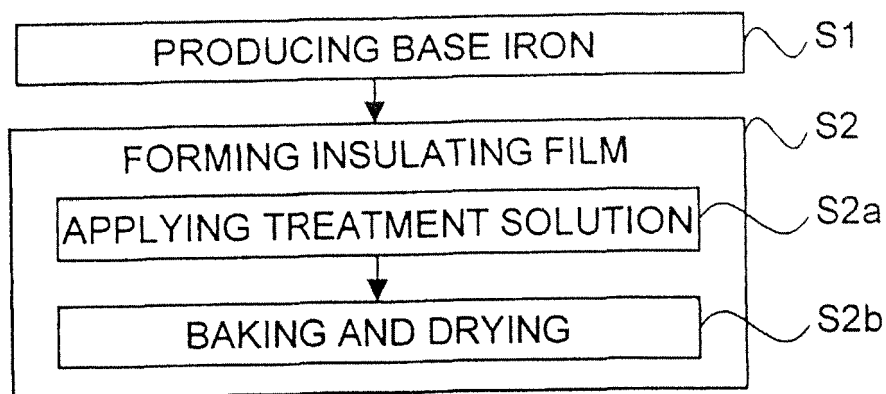 PRODUCING BASE IRON S1
FORMING INSULATING FILM S2
APPLYING TREATMENT SOLUTION S2a
BAKING AND DRYING S2b